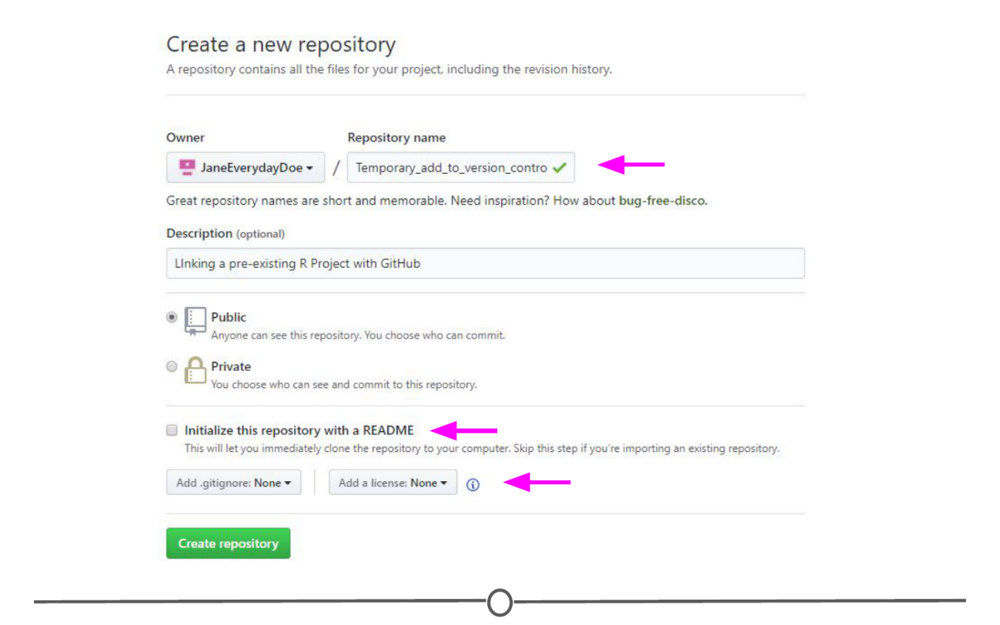 Create a new repository
A repository contains all the files for your project, including the revision history.
Owner Repository name
JaneEverydayDoe / Temporary_add_to_version_contro
Great repository names are short and memorable. Need inspiration? How about bug-free-disco.
Description (optional)
LInking a pre-existing R Project with GitHub
Public
Anyone can see this repository. You choose who can commit.
Private
You choose who can see and commit to this repository.
Initialize this repository with a README
This will let you immediately clone the repository to your computer. Skip this step if you're importing an existing repository.
Add .gitignore: None Add a license: None
Create repository